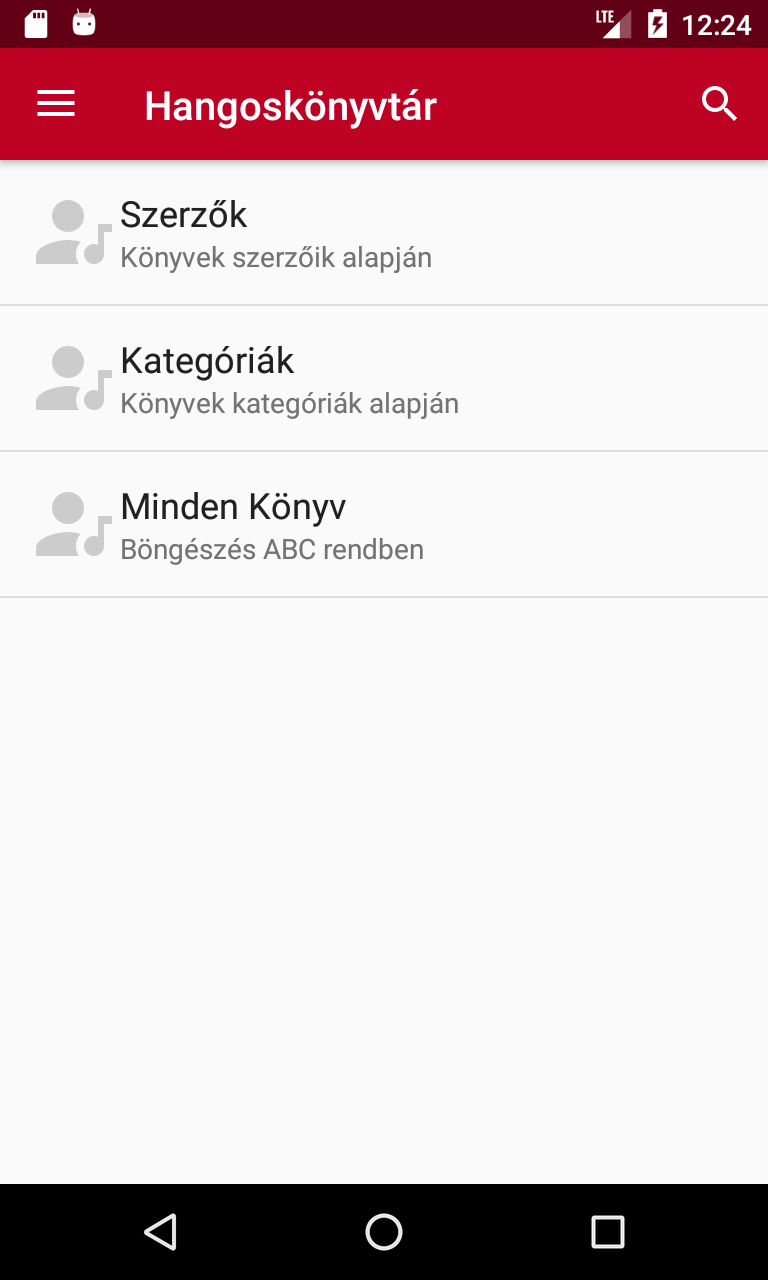 LTE 12:24
Hangoskönyvtár
Szerzők
Könyvek szerzőik alapján
Kategóriák
Könyvek kategóriák alapján
Minden Könyv
Böngészés ABC rendben